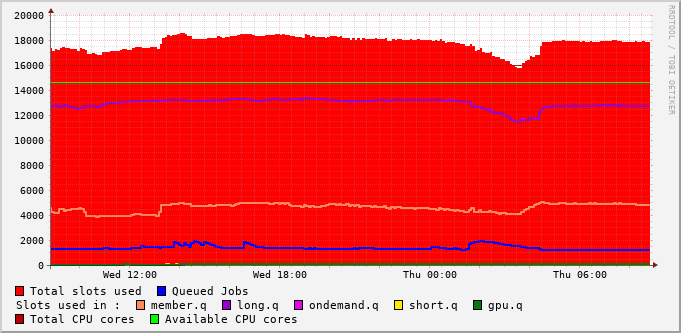 20000
18000
16000
14000
12000
10000
8000
6000
4000
2000
0
Wed 12:00 Wed 18:00 Thu 00:00 Thu 06:00
RRDTOOL / TOBI OETIKER
Total slots used Queued Jobs
Slots used in : member.q long.q ondemand.q short.q gpu.q
Total CPU cores Available CPU cores